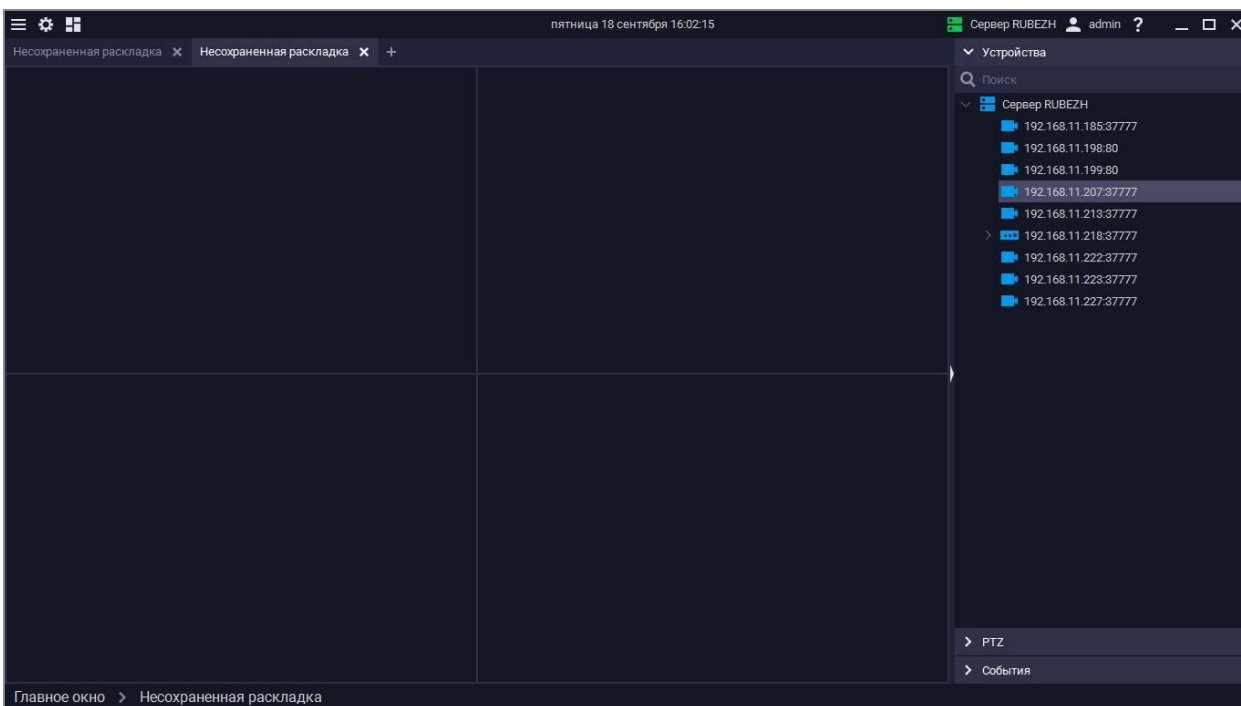 пятница 18 сентября 16:02:15
Сервер RUBEZH admin ?
Несохраненная раскладка Несохраненная раскладка +
Устройства
Поиск
Сервер RUBEZH
192.168.11.185:37777
192.168.11.198:80
192.168.11.199:80
192.168.11.207:37777
192.168.11.213:37777
192.168.11.218:37777
192.168.11.222:37777
192.168.11.223:37777
192.168.11.227:37777
PTZ
События
Главное окно > Несохраненная раскладка